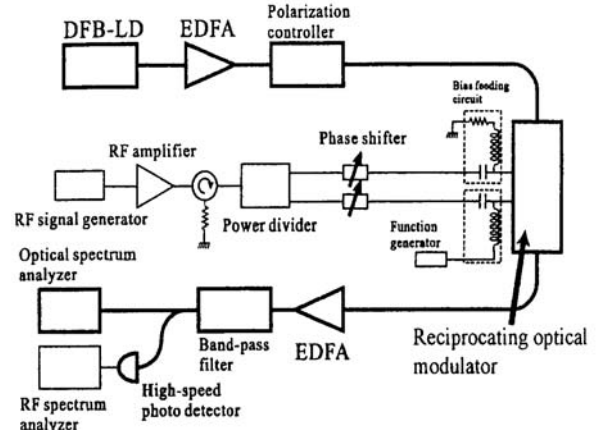 DFB-LD
EDFA
Polarization
controller
Bias feeding
circuit
Phase shifter
RF amplifier
RF signal generator
Power divider
Function
generator
Optical spectrum
analyzer
Reciprocating optical
modulator
EDFA
Band-pass
filter
High-speed
photo detector
RF spectrum
analyzer